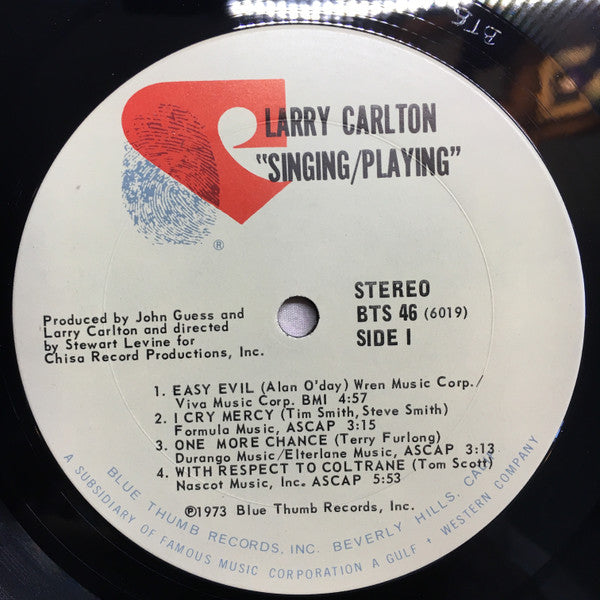 BTS
LARRY CARLTON
"SINGING/PLAYING"
®
Produced by John Guess and
Larry Carlton and directed
by Stewart Levine for
Chisa Record Productions, Inc.
STEREO
BTS 46 (6019)
SIDE I
1. EASY EVIL (Alan O'day) Wren Music Corp./
Viva Music Corp. BMI 4:57
2. I CRY MERCY (Tim Smith, Steve Smith)
Formula Music, ASCAP 3:15
3. ONE MORE CHANCE (Terry Furlong)
Durango Music/Elterlane Music, ASCAP 3:13
4. WITH RESPECT TO COLTRANE (Tom Scott)
Nascot Music, Inc. ASCAP 5:53
℗1973 Blue Thumb Records, Inc.
BLUE THUMB RECORDS, INC. BEVERLY HILLS, CAL.
A SUBSIDIARY OF FAMOUS MUSIC CORPORATION A GULF + WESTERN COMPANY